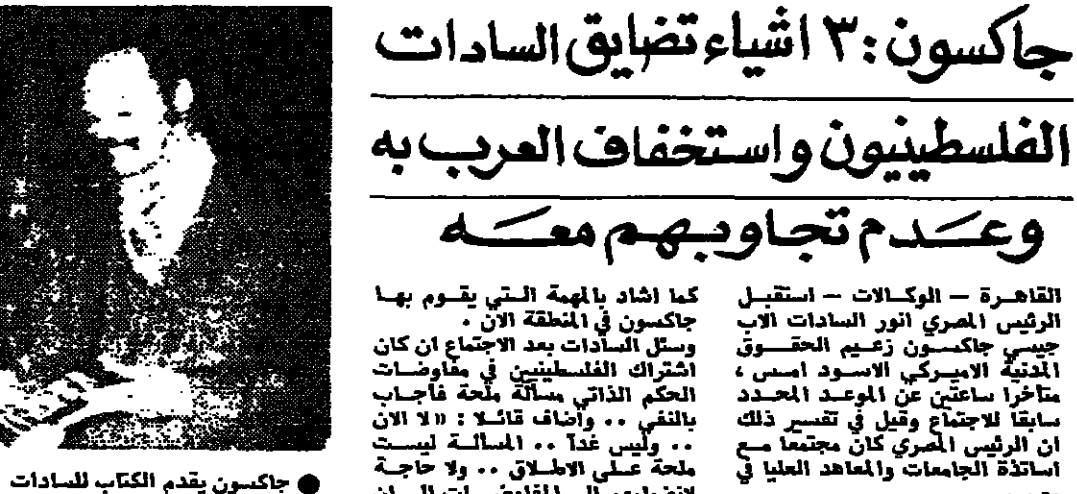 جاكسون: ٣ اشياء تضايق السادات
الفلسطينيون واستخفاف العرب به
وعدم تجاوبهم معه
القاهرة – الوكالات – استقبل
الرئيس المصري انور السادات الاب
جيسي جاكسون زعيم الحقوق
المدنية الاميركي الاسود امس ،
متأخرا ساعتين عن الموعد المحدد
سابقا للاجتماع وقيل في تفسير ذلك
ان الرئيس المصري كان مجتمعا مع
اساتذة الجامعات والمعاهد العليا في
كما اشاد بالمهمة التي يقوم بها
جاكسون في المنطقة الان .
وسئل السادات بعد الاجتماع ان كان
اشتراك الفلسطينيين في مفاوضات
الحكم الذاتي مسألة ملحة فأجاب
بالنفي .. وأضاف قائلا : «لا الان
.. وليس غداً .. المسألة ليست
ملحة على الاطلاق .. ولا حاجة
● جاكسون يقدم الكتاب للسادات